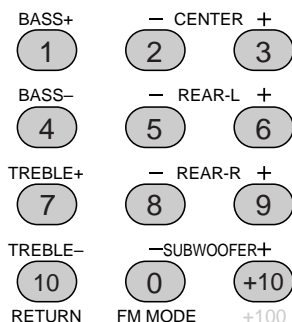 BASS+ – CENTER +
1 2 3
BASS– – REAR-L +
4 5 6
TREBLE+ – REAR-R +
7 8 9
TREBLE– –SUBWOOFER+
10 0 +10
RETURN FM MODE +100